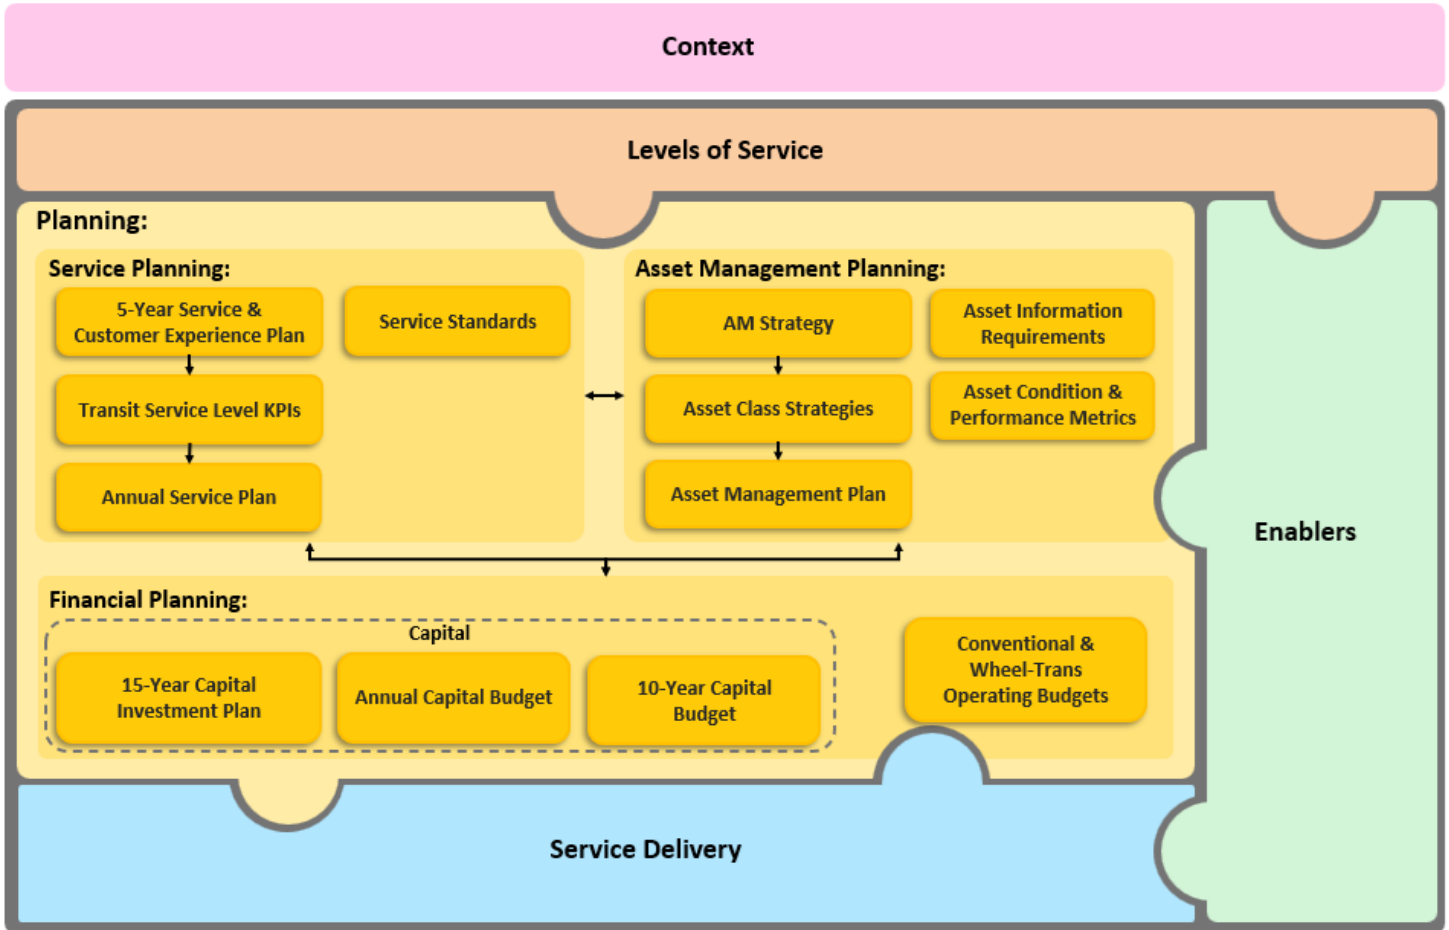 Context
Levels of Service
Planning:
Service Planning:
5-Year Service &
Customer Experience Plan
Service Standards
Transit Service Level KPIs
Annual Service Plan
Asset Management Planning:
AM Strategy
Asset Information
Requirements
Asset Class Strategies
Asset Condition &
Performance Metrics
Asset Management Plan
Enablers
Financial Planning:
Capital
15-Year Capital
Investment Plan
Annual Capital Budget
10-Year Capital
Budget
Conventional &
Wheel-Trans
Operating Budgets
Service Delivery